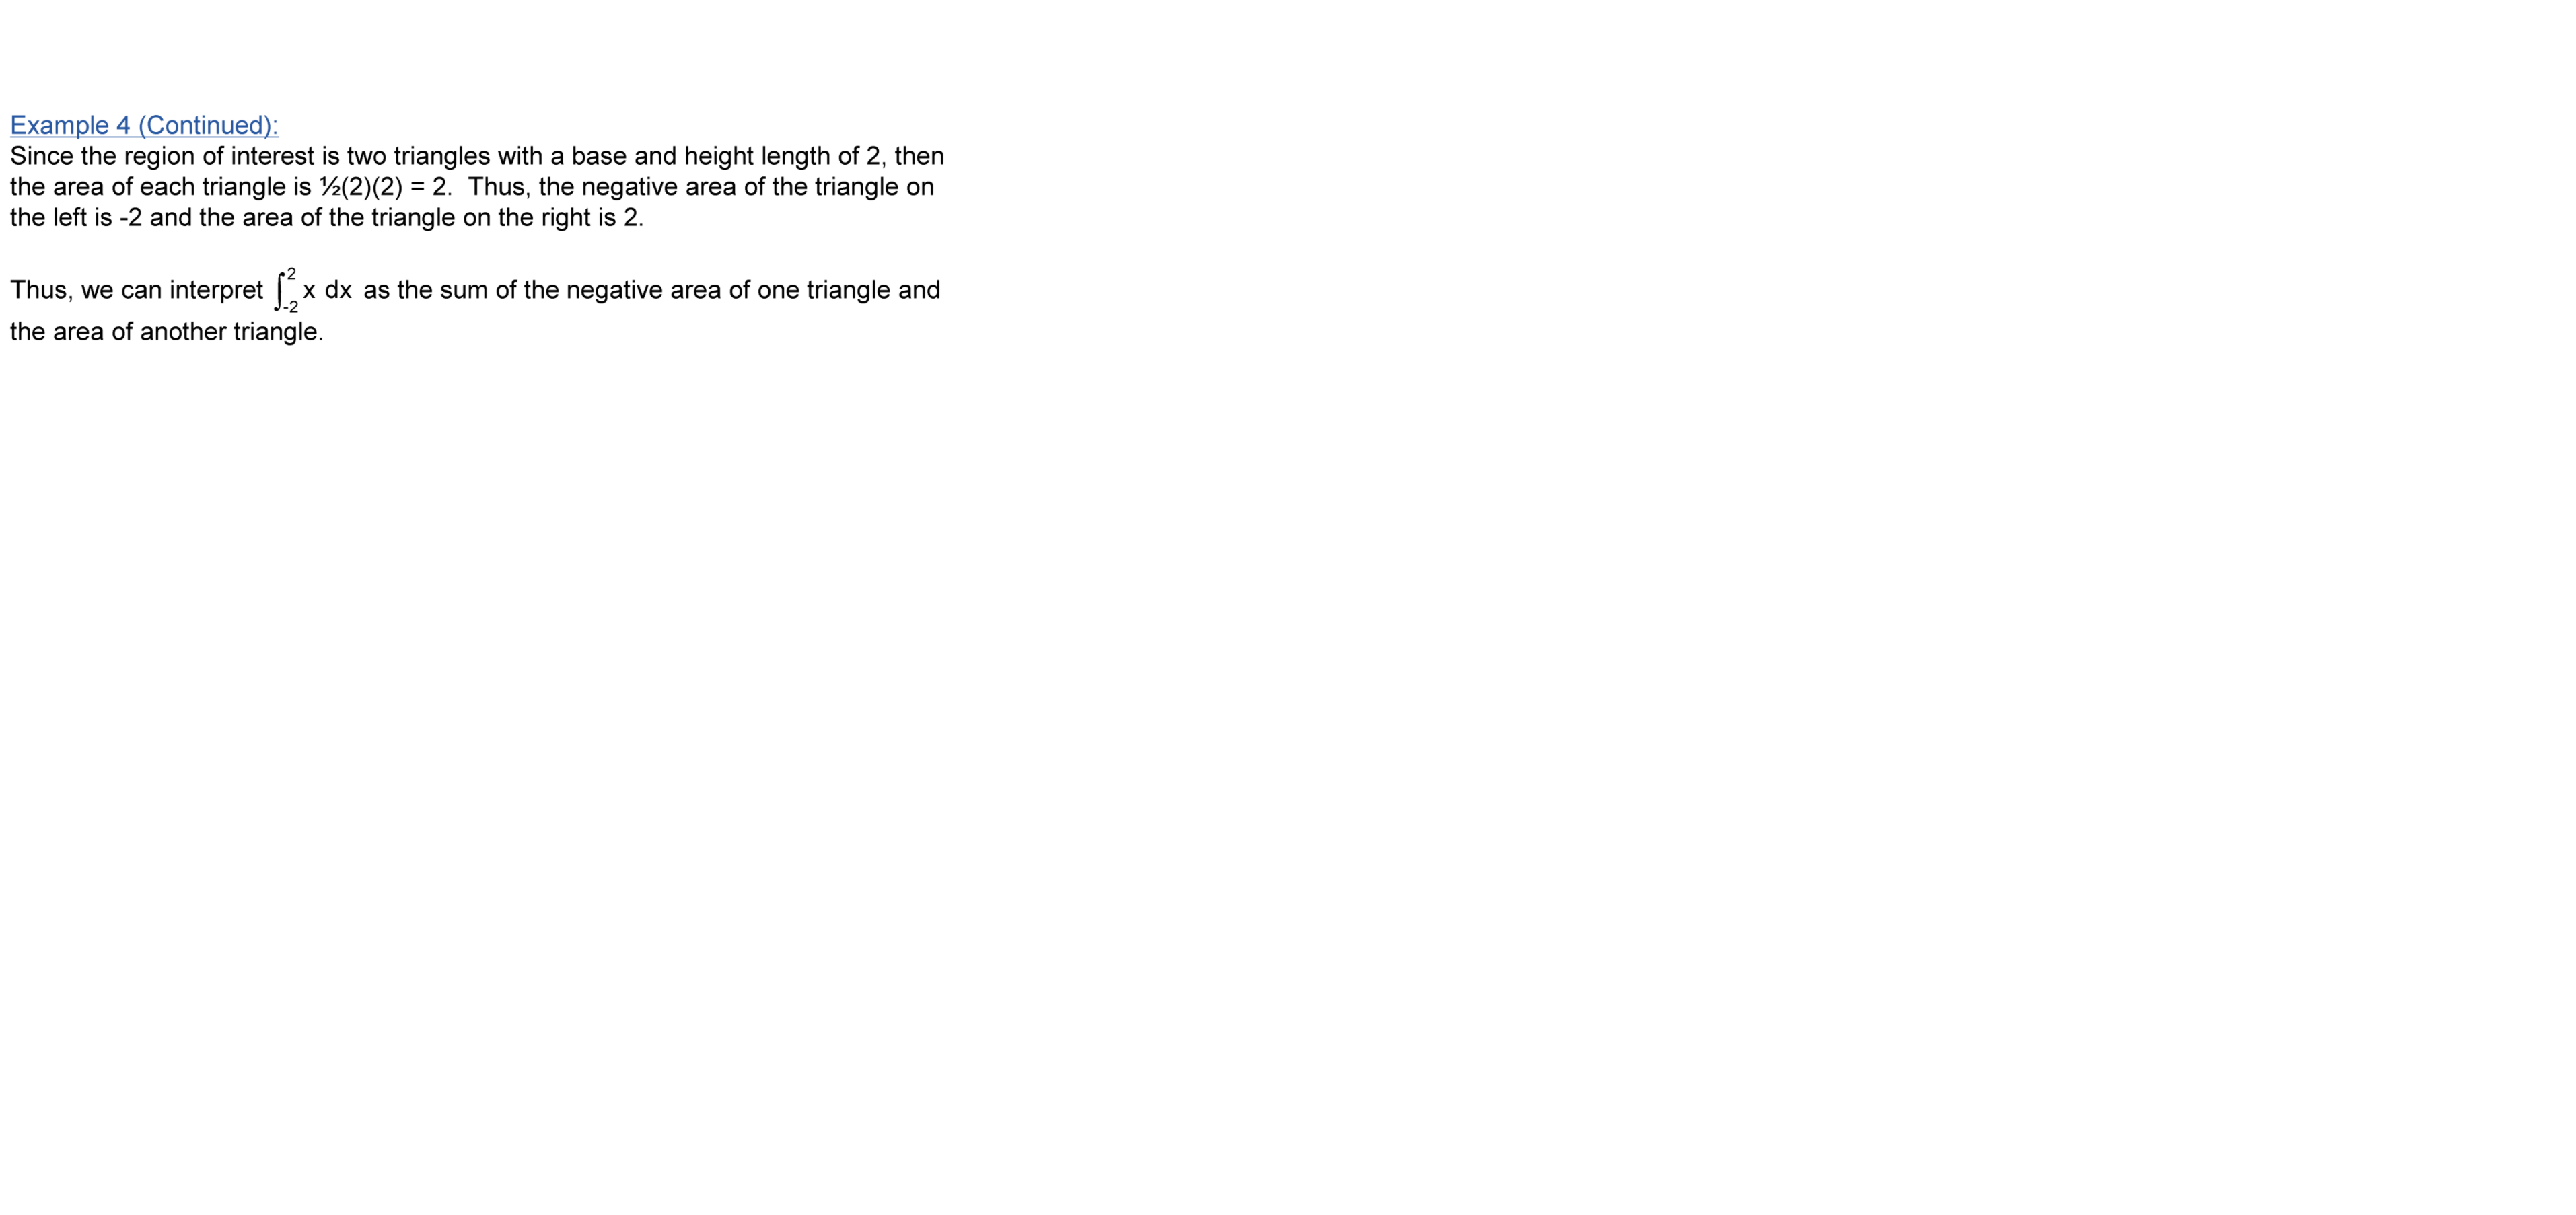 Example 4 (Continued):
Since the region of interest is two triangles with a base and height length of 2, then
the area of each triangle is ½(2)(2) = 2.  Thus, the negative area of the triangle on
the left is -2 and the area of the triangle on the right is 2.
Thus, we can interpret ∫_{-2}^{2} x dx as the sum of the negative area of one triangle and
the area of another triangle.